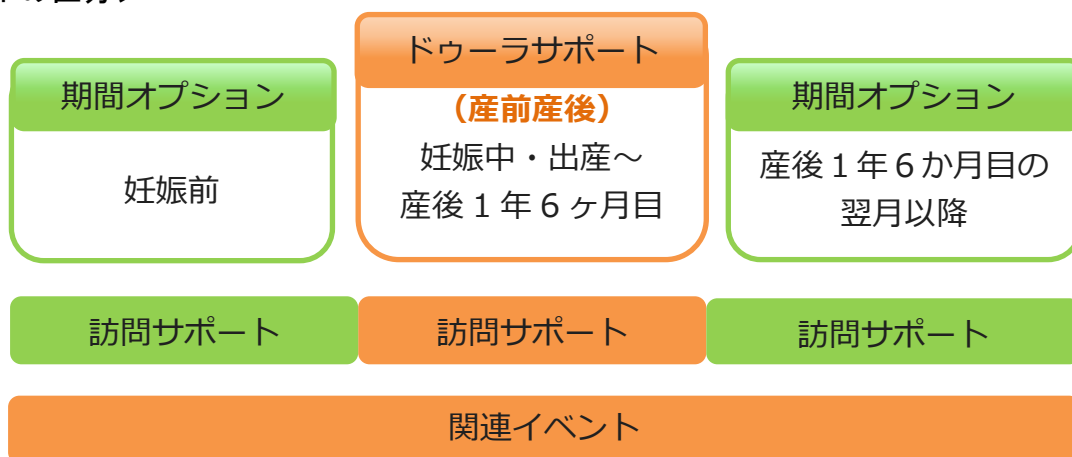 期間オプション
妊娠前
ドゥーラサポート
（産前産後）
妊娠中・出産～
産後１年６ヶ月目
期間オプション
産後１年６か月目の
翌月以降
訪問サポート
訪問サポート
訪問サポート
関連イベント